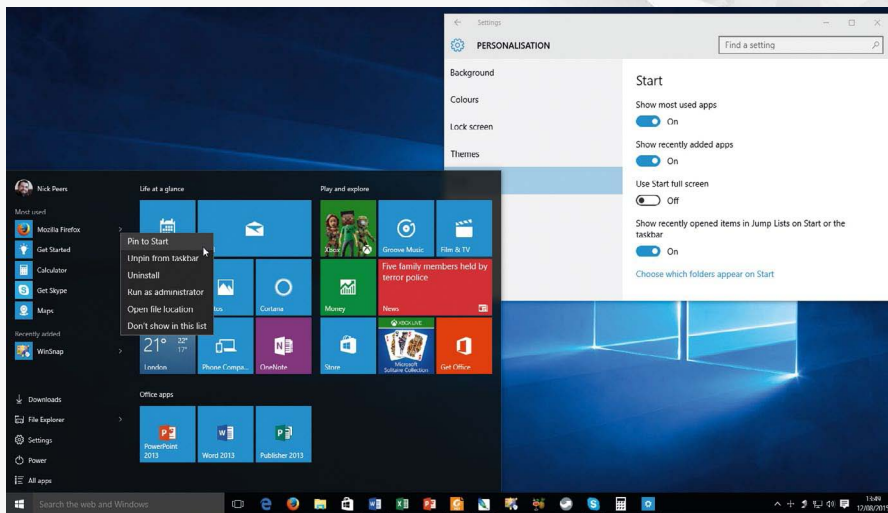 Settings
PERSONALISATION
Find a setting
Background
Colours
Lock screen
Themes
Start
Show most used apps
On
Show recently added apps
On
Use Start full screen
Off
Show recently opened items in Jump Lists on Start or the
taskbar
On
Choose which folders appear on Start
Nick Peers
Life at a glance
Play and explore
Most used
Mozilla Firefox
Get Started
Calculator
Get Skype
Maps
Recently added
WinSnap
Downloads
File Explorer
Settings
Power
All apps
Pin to Start
Unpin from taskbar
Uninstall
Run as administrator
Open file location
Don't show in this list
Xbox
Groove Music
Film & TV
Cortana
Money
Five family members held by
terror police
News
21° 22°
17°
London
Phone Compa...
OneNote
Store
XBOX LIVE
Microsoft
Solitaire Collection
Get Office
Office apps
PowerPoint
2013
Word 2013
Publisher 2013
Search the web and Windows
13:49